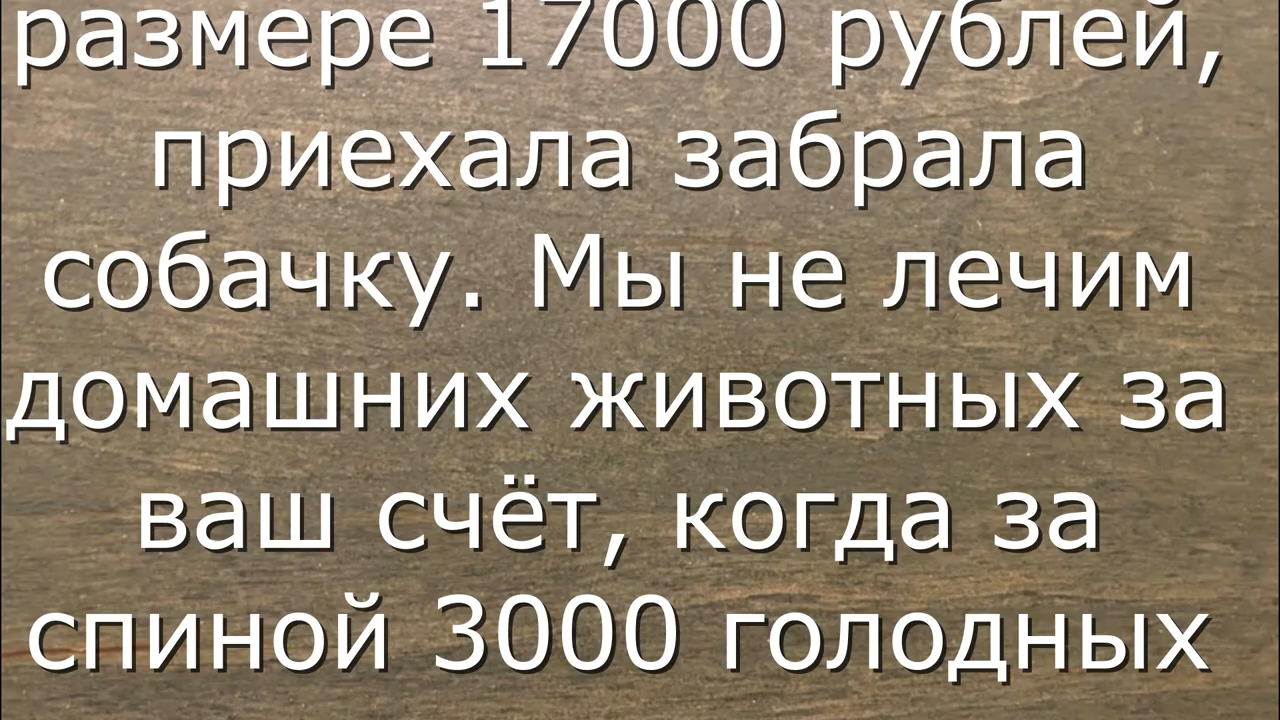 размере 17000 рублей,
приехала забрала
собачку. Мы не лечим
домашних животных за
ваш счёт, когда за
спиной 3000 голодных